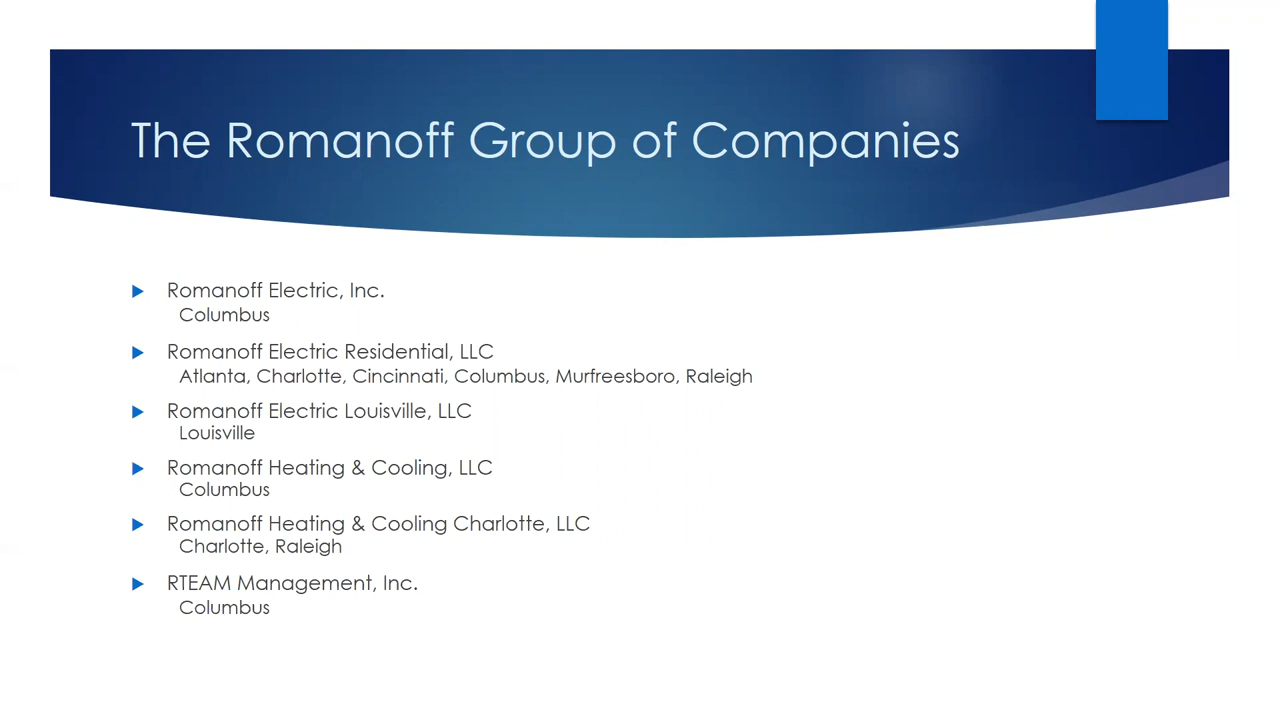 The Romanoff Group of Companies
Romanoff Electric, Inc.
Columbus
Romanoff Electric Residential, LLC
Atlanta, Charlotte, Cincinnati, Columbus, Murfreesboro, Raleigh
Romanoff Electric Louisville, LLC
Louisville
Romanoff Heating & Cooling, LLC
Columbus
Romanoff Heating & Cooling Charlotte, LLC
Charlotte, Raleigh
RTEAM Management, Inc.
Columbus